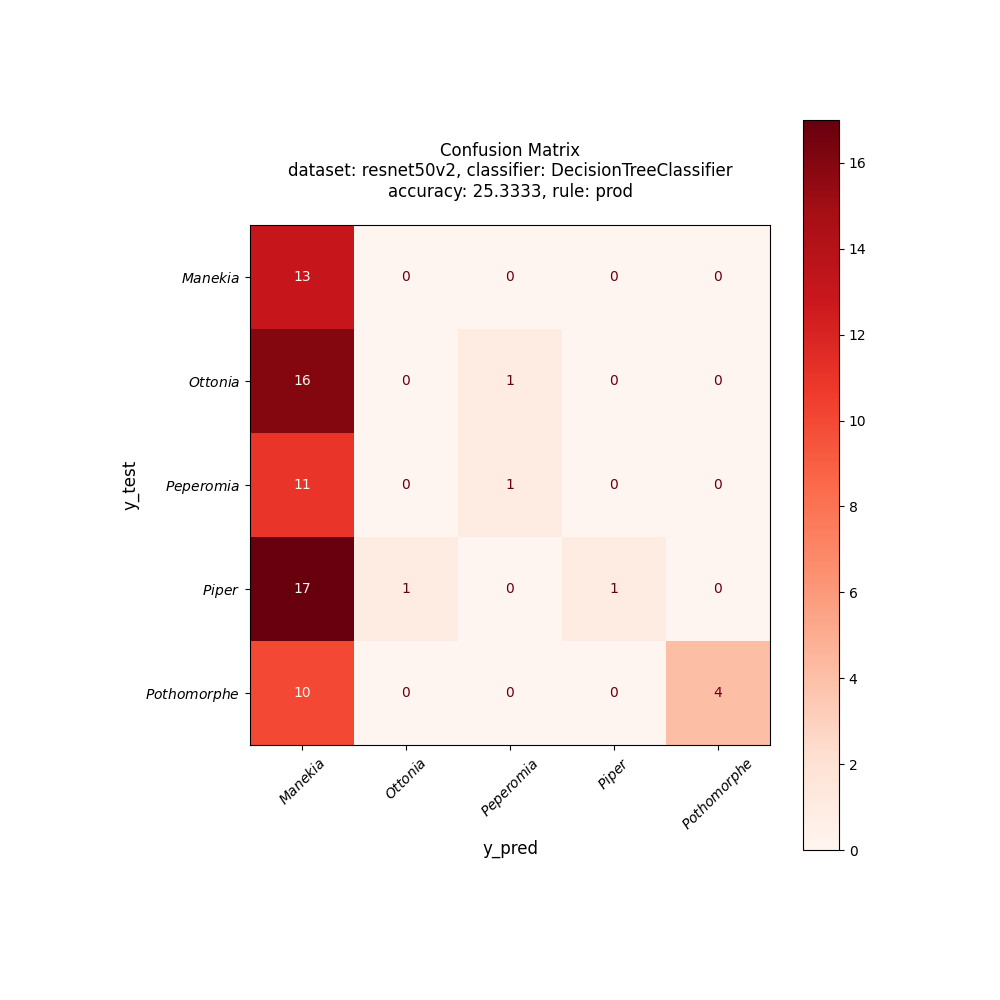 Confusion Matrix
dataset: resnet50v2, classifier: DecisionTreeClassifier
accuracy: 25.3333, rule: prod
Manekia 13 0 0 0 0
Ottonia 16 0 1 0 0
Peperomia 11 0 1 0 0
Piper 17 1 0 1 0
Pothomorphe 10 0 0 0 4
y_test
Manekia Ottonia Peperomia Piper Pothomorphe
y_pred
16
14
12
10
8
6
4
2
0